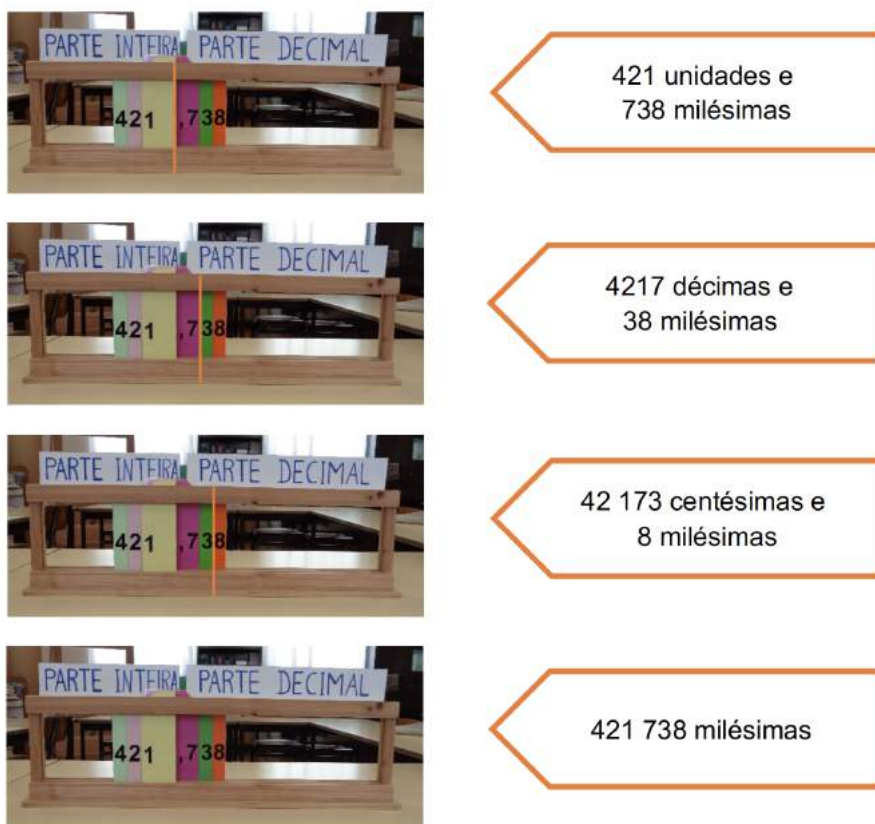 PARTE INTEIRA PARTE DECIMAL
421 ,738
421 unidades e
738 milésimas
PARTE INTEIRA PARTE DECIMAL
421 ,738
4217 décimas e
38 milésimas
PARTE INTEIRA PARTE DECIMAL
421 ,738
42 173 centésimas e
8 milésimas
PARTE INTEIRA PARTE DECIMAL
421 ,738
421 738 milésimas